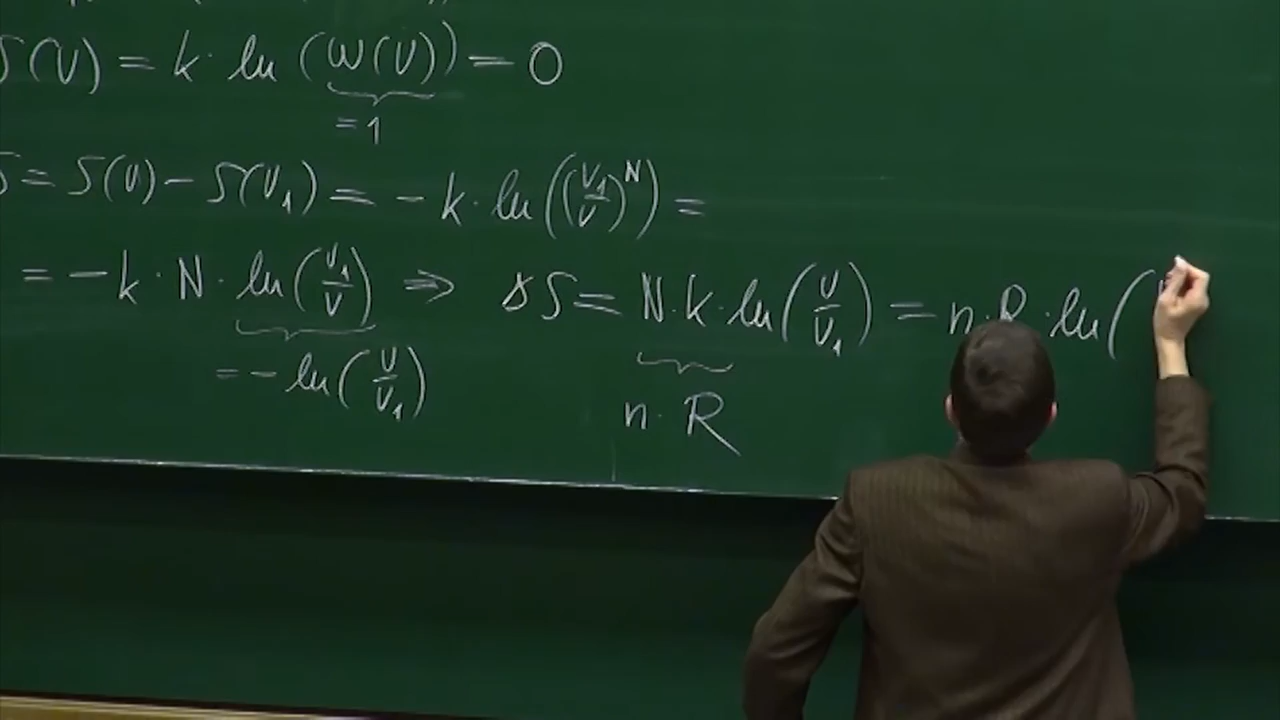 S(V) = k · ln (W(V)) = 0
= 1
S = S(V) - S(V₁) = - k · ln((V₁/V)^N) =
= - k · N · ln(V₁/V) ⇒ ΔS = N · k · ln(V/V₁) = n · R · ln(
= - ln(V/V₁)
n · R